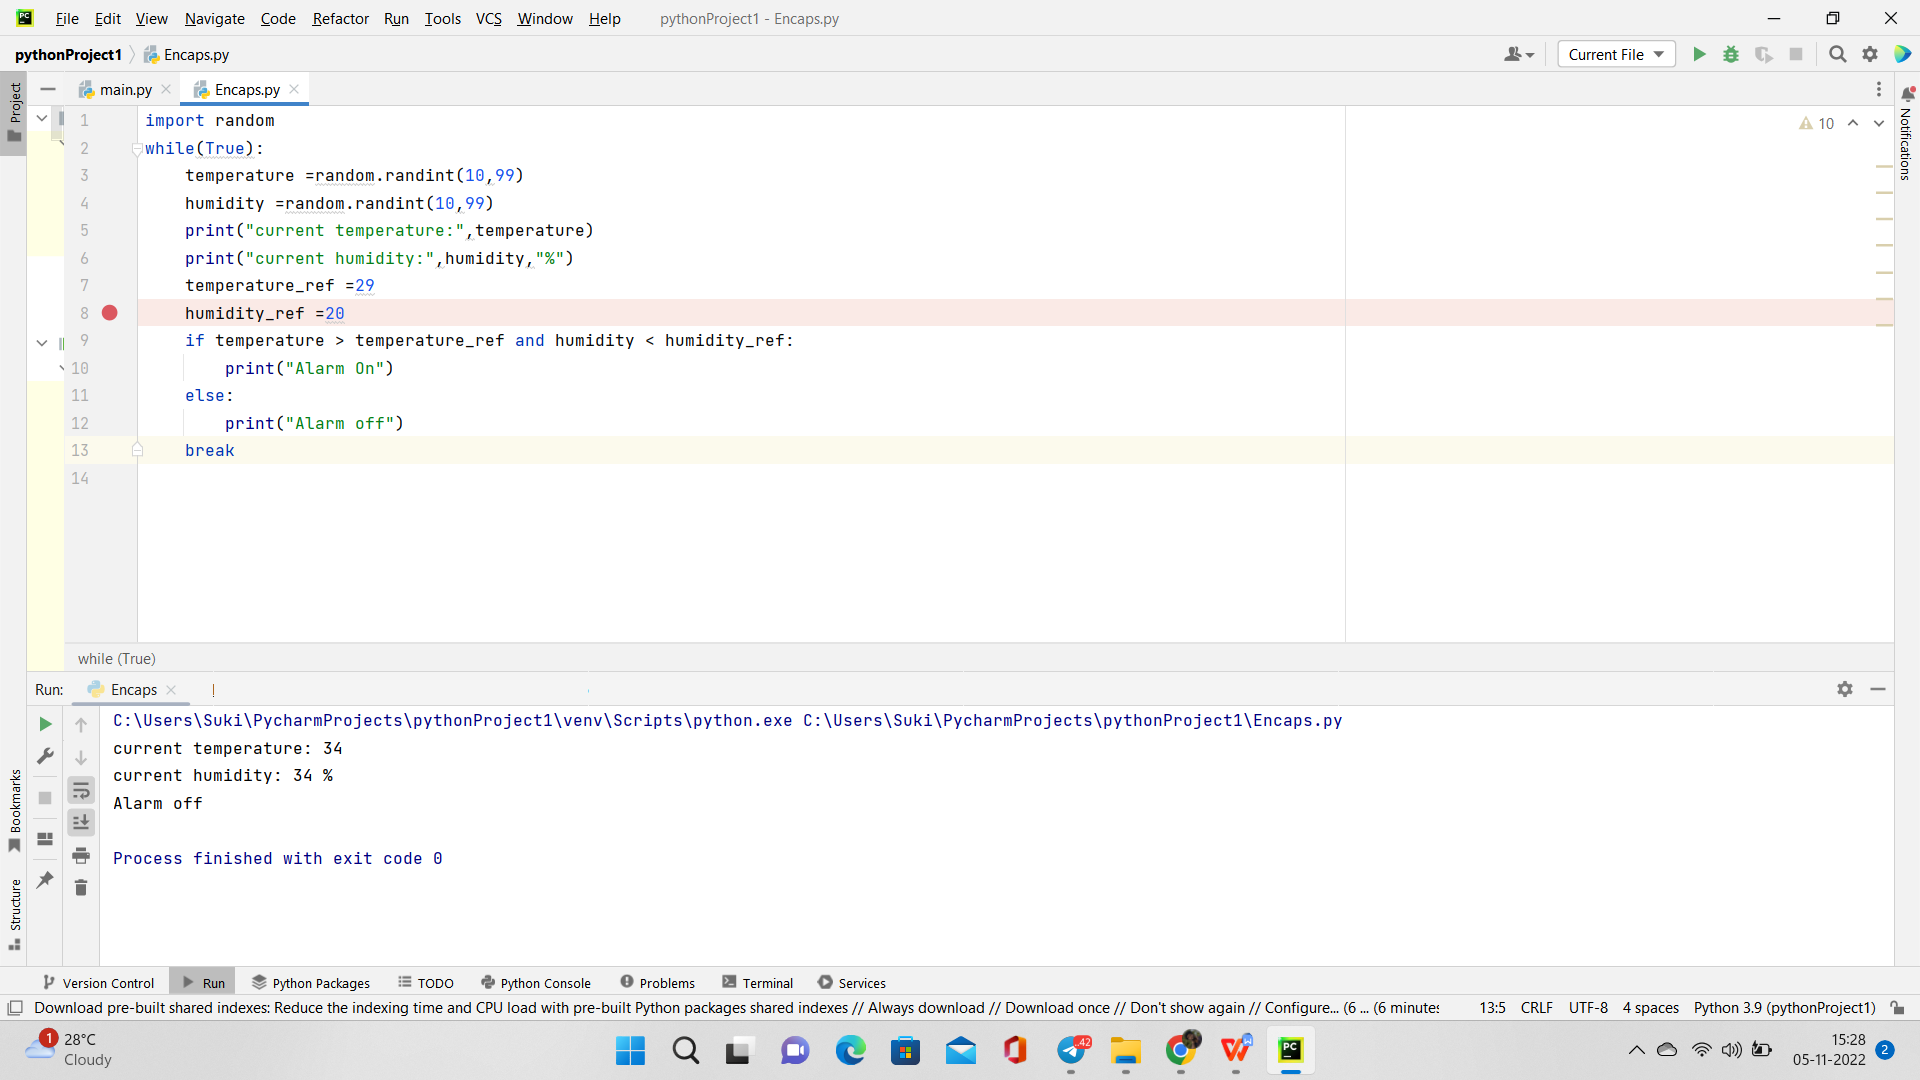 PC File Edit View Navigate Code Refactor Run Tools VCS Window Help pythonProject1 - Encaps.py
pythonProject1 Encaps.py Current File
main.py Encaps.py
Project
Notifications
10
1 import random
2 while(True):
3 temperature =random.randint(10,99)
4 humidity =random.randint(10,99)
5 print("current temperature:",temperature)
6 print("current humidity:",humidity,"%")
7 temperature_ref =29
8 humidity_ref =20
9 if temperature > temperature_ref and humidity < humidity_ref:
10 print("Alarm On")
11 else:
12 print("Alarm off")
13 break
14
while (True)
Run: Encaps
C:\Users\Suki\PycharmProjects\pythonProject1\venv\Scripts\python.exe C:\Users\Suki\PycharmProjects\pythonProject1\Encaps.py
current temperature: 34
current humidity: 34 %
Alarm off
Process finished with exit code 0
Bookmarks
Structure
Version Control Run Python Packages TODO Python Console Problems Terminal Services
Download pre-built shared indexes: Reduce the indexing time and CPU load with pre-built Python packages shared indexes // Always download // Download once // Don't show again // Configure... (6 ... (6 minutes 13:5 CRLF UTF-8 4 spaces Python 3.9 (pythonProject1)
1 28°C
Cloudy
42
PC
15:28
05-11-2022
2